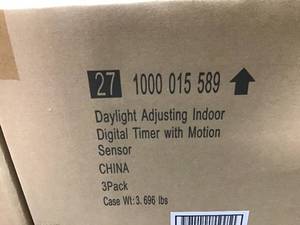 27 1000 015 589
Daylight Adjusting Indoor
Digital Timer with Motion
Sensor
CHINA
3Pack
Case Wt: 3.696 lbs